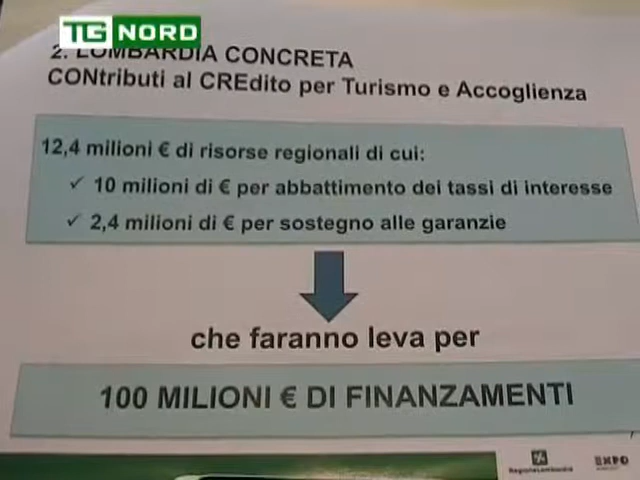 TG NORD
2. LOMBARDIA CONCRETA
CONtributi al CREdito per Turismo e Accoglienza
12,4 milioni € di risorse regionali di cui:
✓ 10 milioni di € per abbattimento dei tassi di interesse
✓ 2,4 milioni di € per sostegno alle garanzie
che faranno leva per
100 MILIONI € DI FINANZAMENTI
RegioneLombardia
EXPO